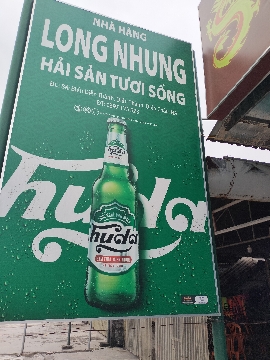 NHÀ HÀNG
LONG NHUNG
HẢI SẢN TƯƠI SỐNG
huda
huda